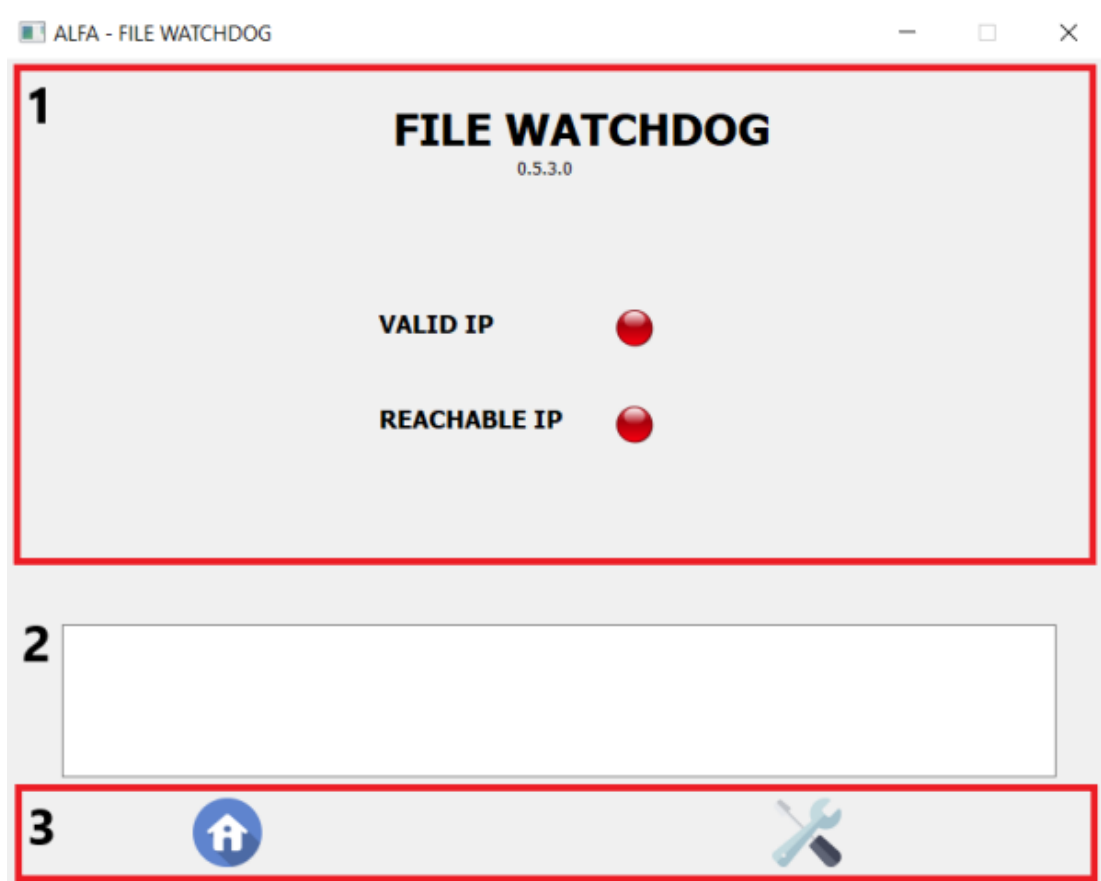 ALFA - FILE WATCHDOG
1
FILE WATCHDOG
0.5.3.0
VALID IP
REACHABLE IP
2
3